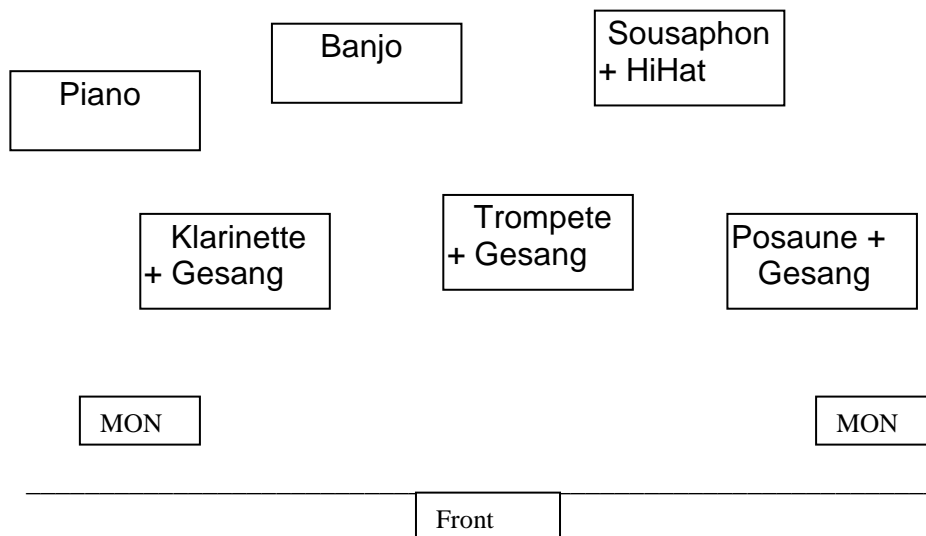 Sousaphon
+ HiHat
Banjo
Piano
Klarinette
+ Gesang
Trompete
+ Gesang
Posaune +
Gesang
MON
MON
Front